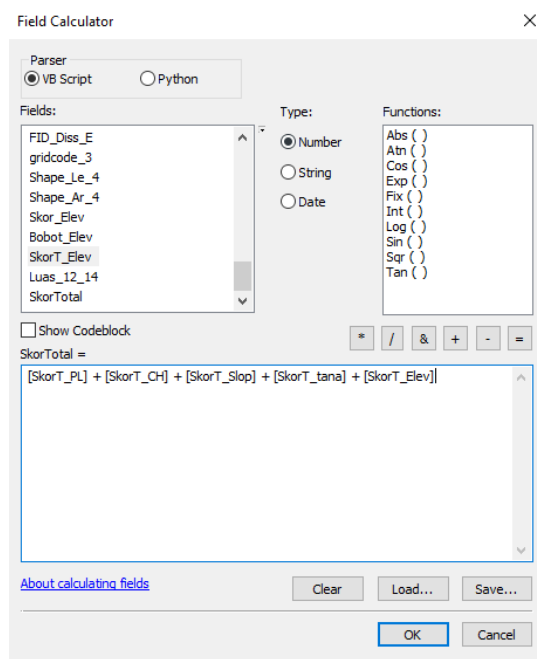 Field Calculator
Parser
VB Script Python
Fields: Type: Functions:
FID_Diss_E
gridcode_3
Shape_Le_4
Shape_Ar_4
Skor_Elev
Bobot_Elev
SkorT_Elev
Luas_12_14
SkorTotal
Number
String
Date
Abs ( )
Atn ( )
Cos ( )
Exp ( )
Fix ( )
Int ( )
Log ( )
Sin ( )
Sqr ( )
Tan ( )
Show Codeblock
* / & + - =
SkorTotal =
[SkorT_PL] + [SkorT_CH] + [SkorT_Slop] + [SkorT_tana] + [SkorT_Elev]
About calculating fields
Clear Load... Save...
OK Cancel